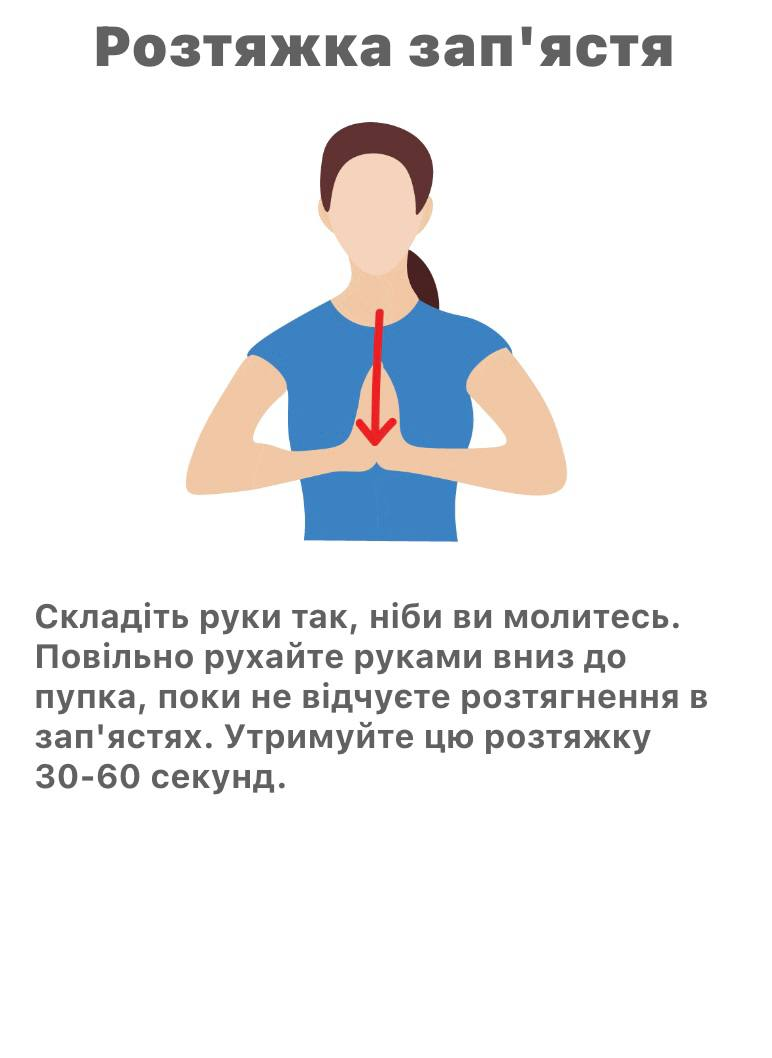 Розтяжка зап'ястя
Складіть руки так, ніби ви молитесь.
Повільно рухайте руками вниз до
пупка, поки не відчуєте розтягнення в
зап'ястях. Утримуйте цю розтяжку
30-60 секунд.